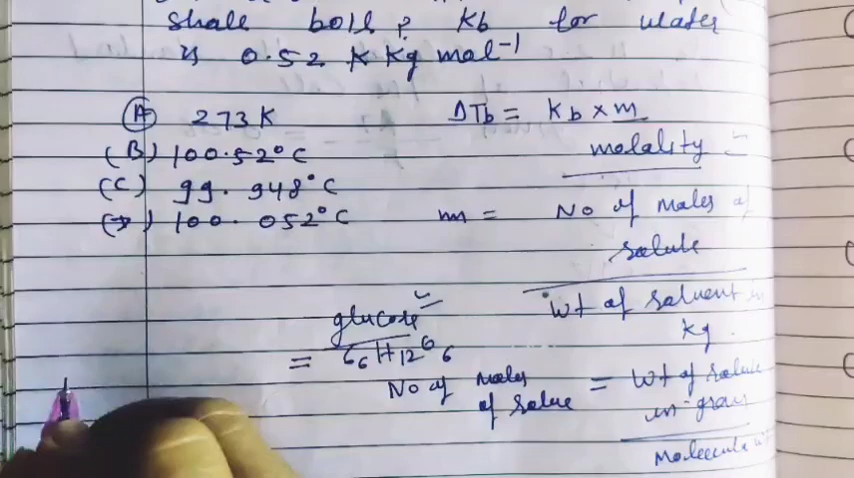 shall boil? Kb for water
is 0.52 K Kg mol-1
(A) 273K
ΔTb = Kb × m
(B) 100.52°C
molality =
(C) 99.948°C
100.052°C
m = No of moles of
solute
wt of solvent in
kg.
glucose =
= C6H12O6
No of moles
of solue = wt of solute
in gram
Molecular